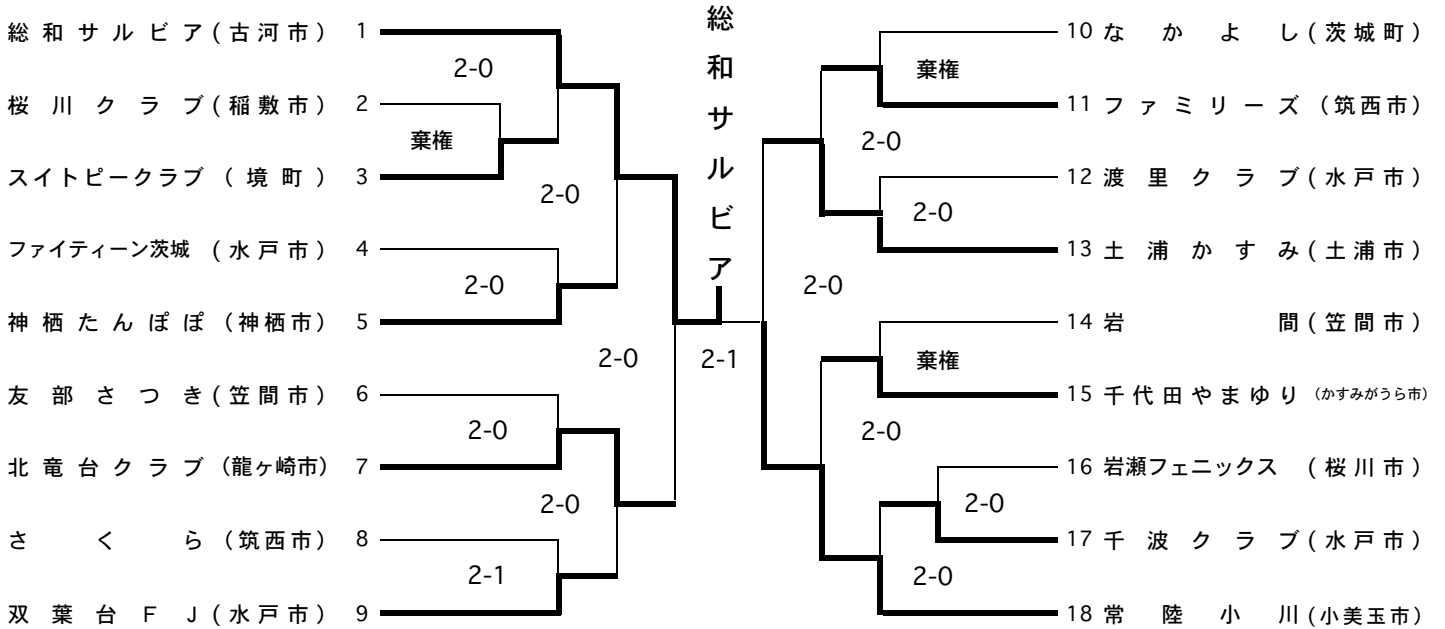 総和サルビア
総和サルビア(古河市) 1
2-0
桜川クラブ(稲敷市) 2
棄権
スイトピークラブ (境町) 3
2-0
ファイティーン茨城 (水戸市) 4
2-0
神栖たんぽぽ(神栖市) 5
2-0
友部さつき(笠間市) 6
2-0
北竜台クラブ(龍ヶ崎市) 7
2-0
さくら(筑西市) 8
2-1
双葉台FJ(水戸市) 9
2-1
10 なかよし(茨城町)
棄権
11 ファミリーズ(筑西市)
2-0
12 渡里クラブ(水戸市)
2-0
13 土浦かすみ(土浦市)
2-0
14 岩間(笠間市)
棄権
15 千代田やまゆり(かすみがうら市)
2-0
16 岩瀬フェニックス (桜川市)
2-0
17 千波クラブ(水戸市)
2-0
18 常陸小川(小美玉市)